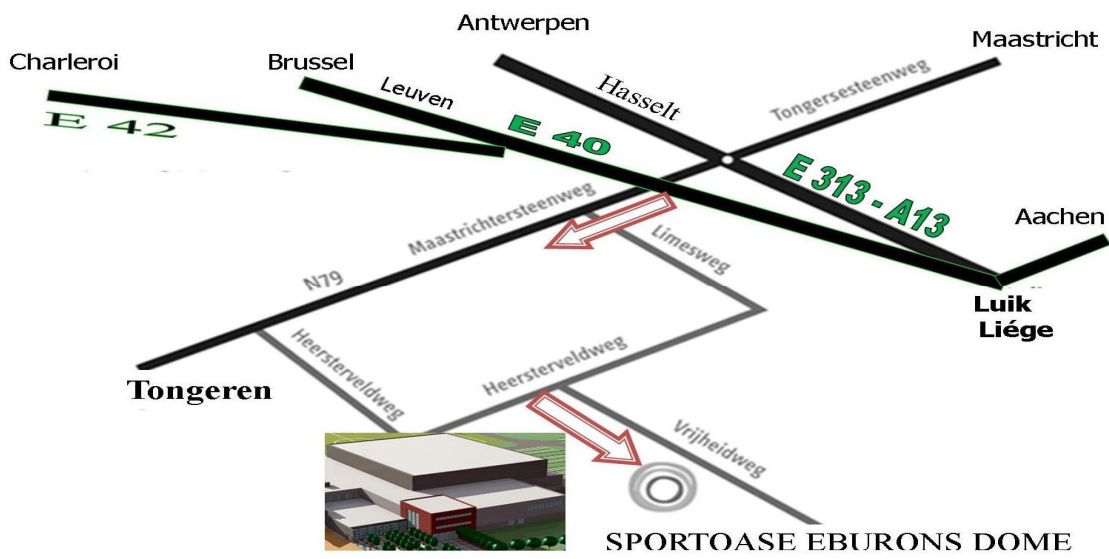 Antwerpen
Maastricht
Charleroi
Brussel
Leuven
Hasselt
Tongersesteenweg
E 42
E 40
E 313 - A13
Aachen
Maastrichtersteenweg
Limesweg
N79
Luik
Liége
Heersterveldweg
Heersterveldweg
Tongeren
Vrijheidweg
SPORTOASE EBURONS DOME